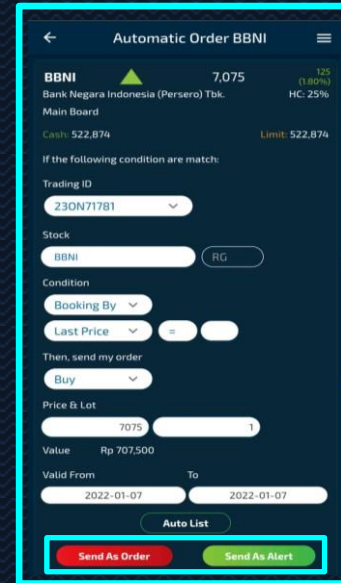 Automatic Order BBNI
BBNI 7,075 125
(1.80%)
Bank Negara Indonesia (Persero) Tbk. HC: 25%
Main Board
Cash: 522,874 Limit: 522,874
If the following condition are match:
Trading ID
230N71781
Stock
BBNI RG
Condition
Booking By
Last Price =
Then, send my order
Buy
Price & Lot
7075 1
Value Rp 707,500
Valid From To
2022-01-07 2022-01-07
Auto List
Send As Order Send As Alert